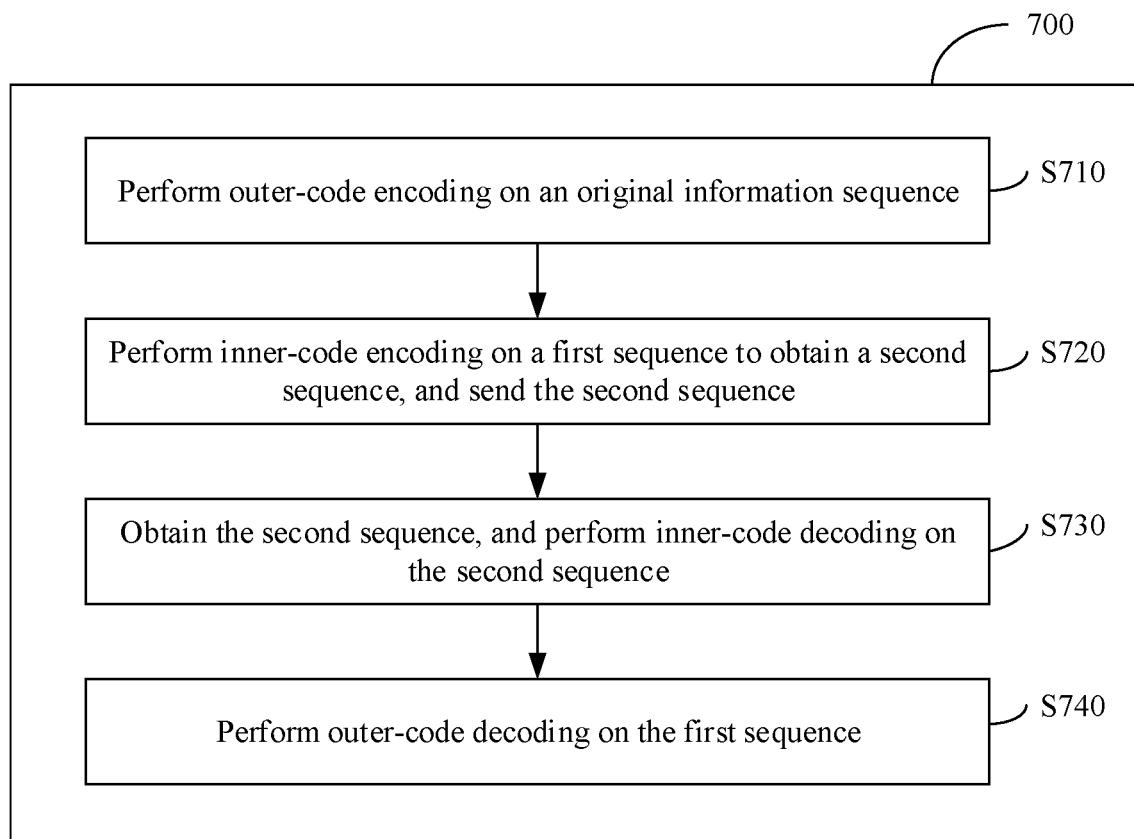 700
Perform outer-code encoding on an original information sequence
S710
Perform inner-code encoding on a first sequence to obtain a second
sequence, and send the second sequence
S720
Obtain the second sequence, and perform inner-code decoding on
the second sequence
S730
Perform outer-code decoding on the first sequence
S740